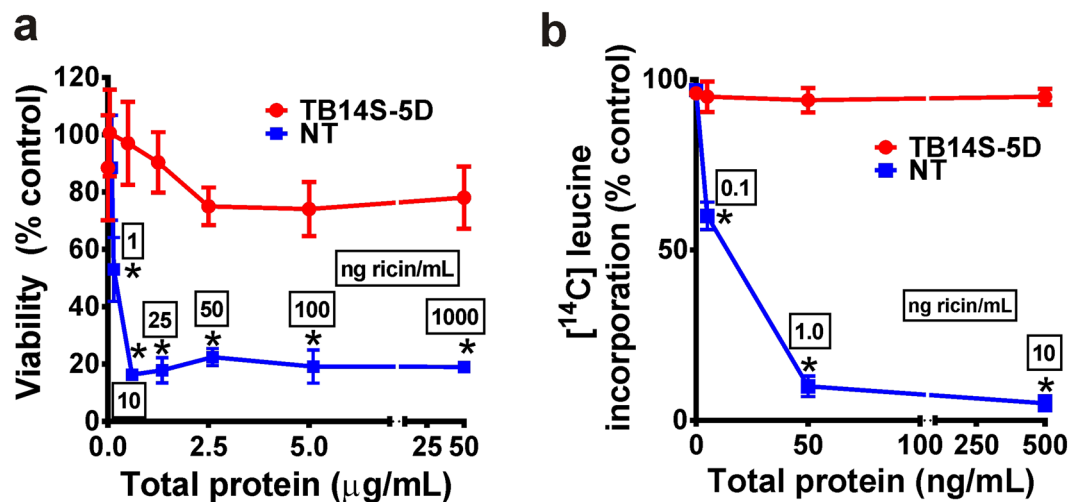 a
120
100
80
60
40
20
0
Viability (% control)
TB14S-5D
NT
1
*
*
10
25
*
50
*
ng ricin/mL
100
*
1000
*
0.0 2.5 5.0 25 50
Total protein (μg/mL)
b
100
50
0
[¹⁴C] leucine
incorporation (% control)
TB14S-5D
NT
0.1
*
1.0
*
ng ricin/mL
10
*
0 50 100 250 500
Total protein (ng/mL)